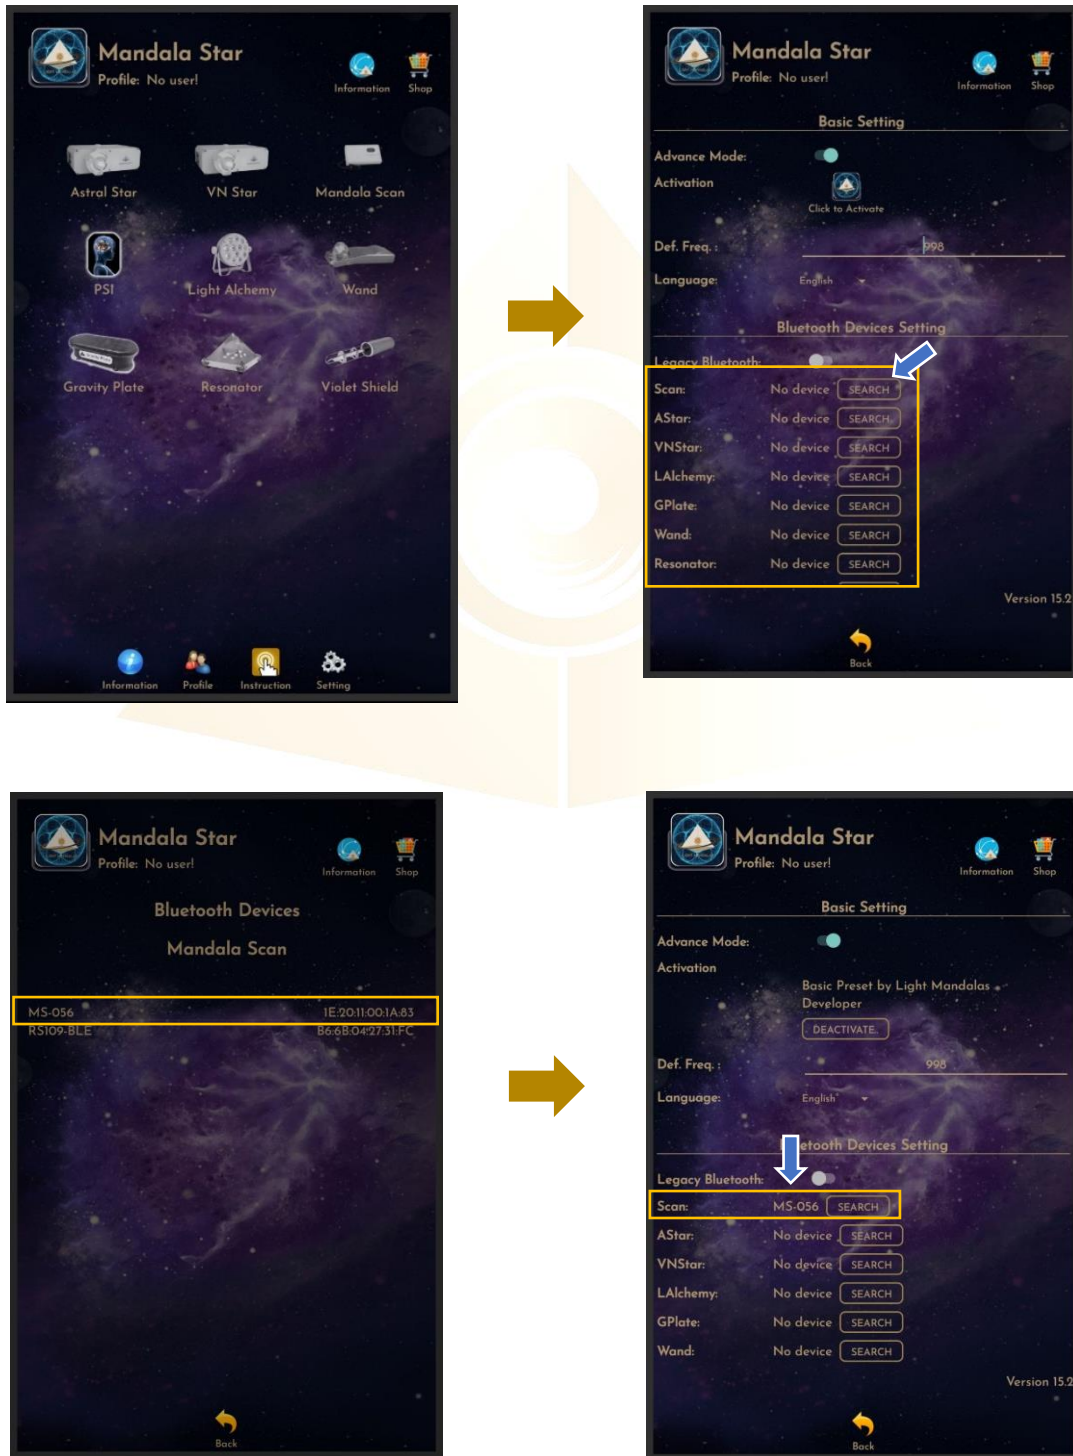 Mandala Star
Profile: No user!
Information Shop
Astral Star VN Star Mandala Scan
PSI Light Alchemy Wand
Gravity Plate Resonator Violet Shield
Information Profile Instruction Setting
Mandala Star
Profile: No user!
Information Shop
Basic Setting
Advance Mode:
Activation
Click to Activate
Def. Freq. : 998
Language: English
Bluetooth Devices Setting
Legacy Bluetooth:
Scan: No device SEARCH
AStar: No device SEARCH
VNStar: No device SEARCH
LAlchemy: No device SEARCH
GPlate: No device SEARCH
Wand: No device SEARCH
Resonator: No device SEARCH
Version 15.2
Back
Mandala Star
Profile: No user!
Information Shop
Bluetooth Devices
Mandala Scan
MS-056 1E:20:11:00:1A:83
RS109-BLE B6:6B:04:27:31:FC
Back
Mandala Star
Profile: No user!
Information Shop
Basic Setting
Advance Mode:
Activation
Basic Preset by Light Mandalas
Developer
DEACTIVATE
Def. Freq. : 998
Language: English
etooth Devices Setting
Legacy Bluetooth:
Scan: MS-056 SEARCH
AStar: No device SEARCH
VNStar: No device SEARCH
LAlchemy: No device SEARCH
GPlate: No device SEARCH
Wand: No device SEARCH
Version 15.2
Back